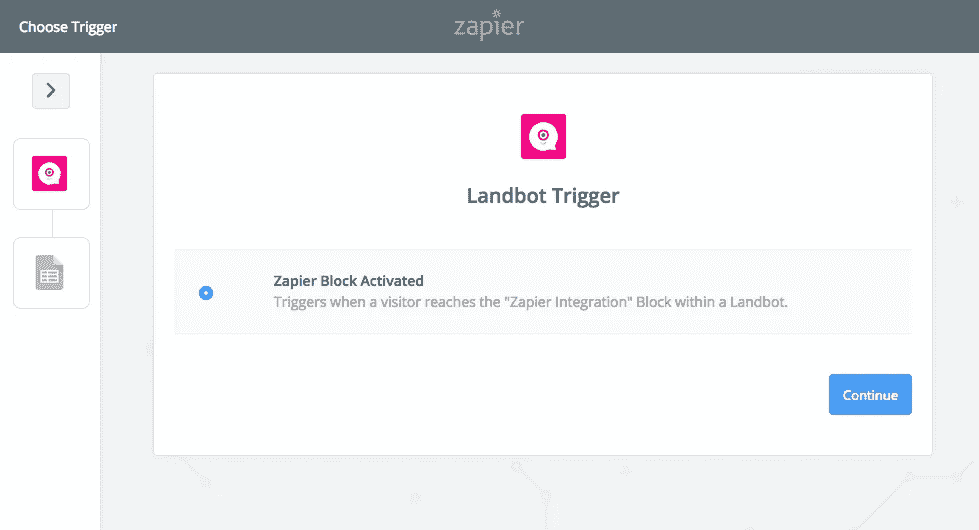 Choose Trigger
zapier
Landbot Trigger
Zapier Block Activated
Triggers when a visitor reaches the "Zapier Integration" Block within a Landbot.
Continue